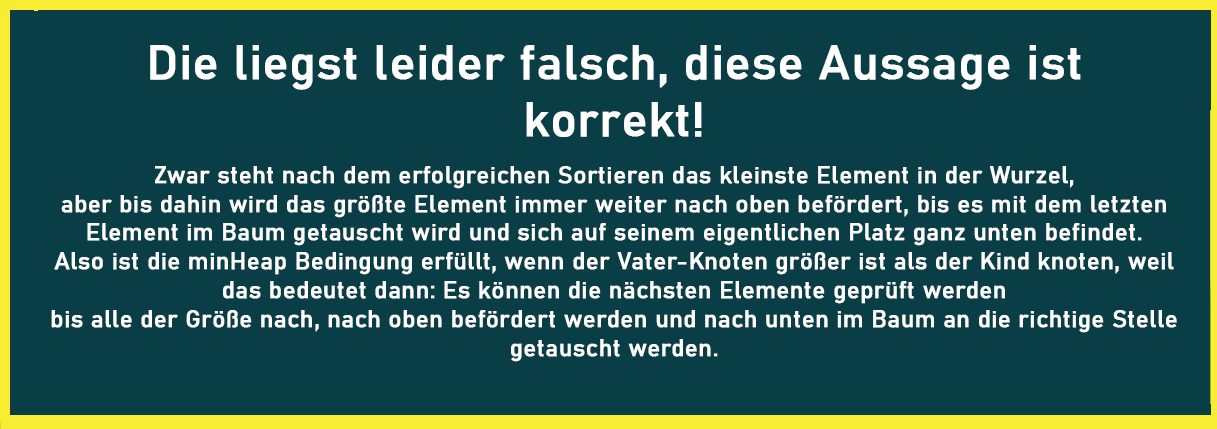 Die liegst leider falsch, diese Aussage ist
korrekt!
Zwar steht nach dem erfolgreichen Sortieren das kleinste Element in der Wurzel,
aber bis dahin wird das größte Element immer weiter nach oben befördert, bis es mit dem letzten
Element im Baum getauscht wird und sich auf seinem eigentlichen Platz ganz unten befindet.
Also ist die minHeap Bedingung erfüllt, wenn der Vater-Knoten größer ist als der Kind knoten, weil
das bedeutet dann: Es können die nächsten Elemente geprüft werden
bis alle der Größe nach, nach oben befördert werden und nach unten im Baum an die richtige Stelle
getauscht werden.